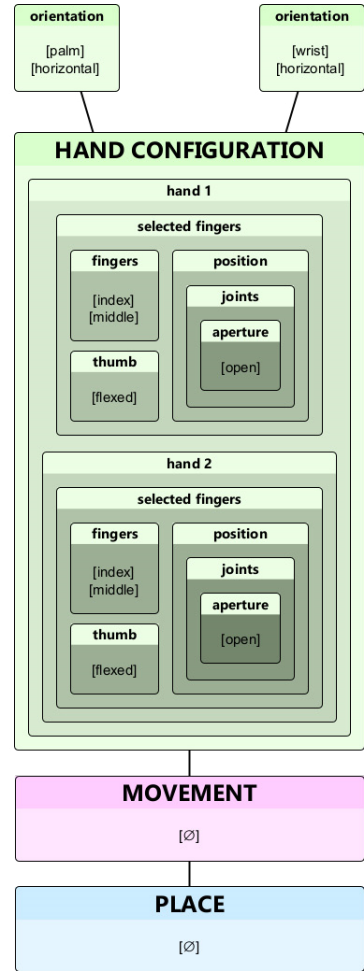 orientation
[palm]
[horizontal]
orientation
[wrist]
[horizontal]
HAND CONFIGURATION
hand 1
selected fingers
fingers
[index]
[middle]
thumb
[flexed]
position
joints
aperture
[open]
hand 2
selected fingers
fingers
[index]
[middle]
thumb
[flexed]
position
joints
aperture
[open]
MOVEMENT
[∅]
PLACE
[∅]